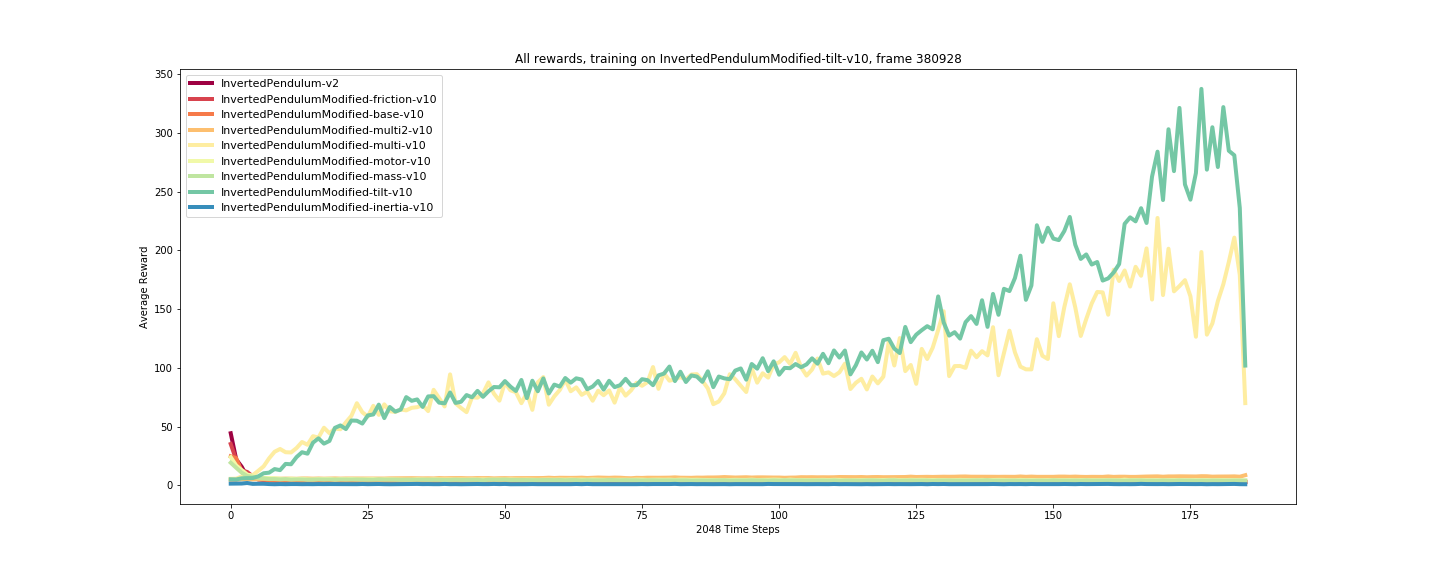 All rewards, training on InvertedPendulumModified-tilt-v10, frame 380928
350
300
250
200
150
100
50
0
Average Reward
InvertedPendulum-v2
InvertedPendulumModified-friction-v10
InvertedPendulumModified-base-v10
InvertedPendulumModified-multi2-v10
InvertedPendulumModified-multi-v10
InvertedPendulumModified-motor-v10
InvertedPendulumModified-mass-v10
InvertedPendulumModified-tilt-v10
InvertedPendulumModified-inertia-v10
0 25 50 75 100 125 150 175
2048 Time Steps